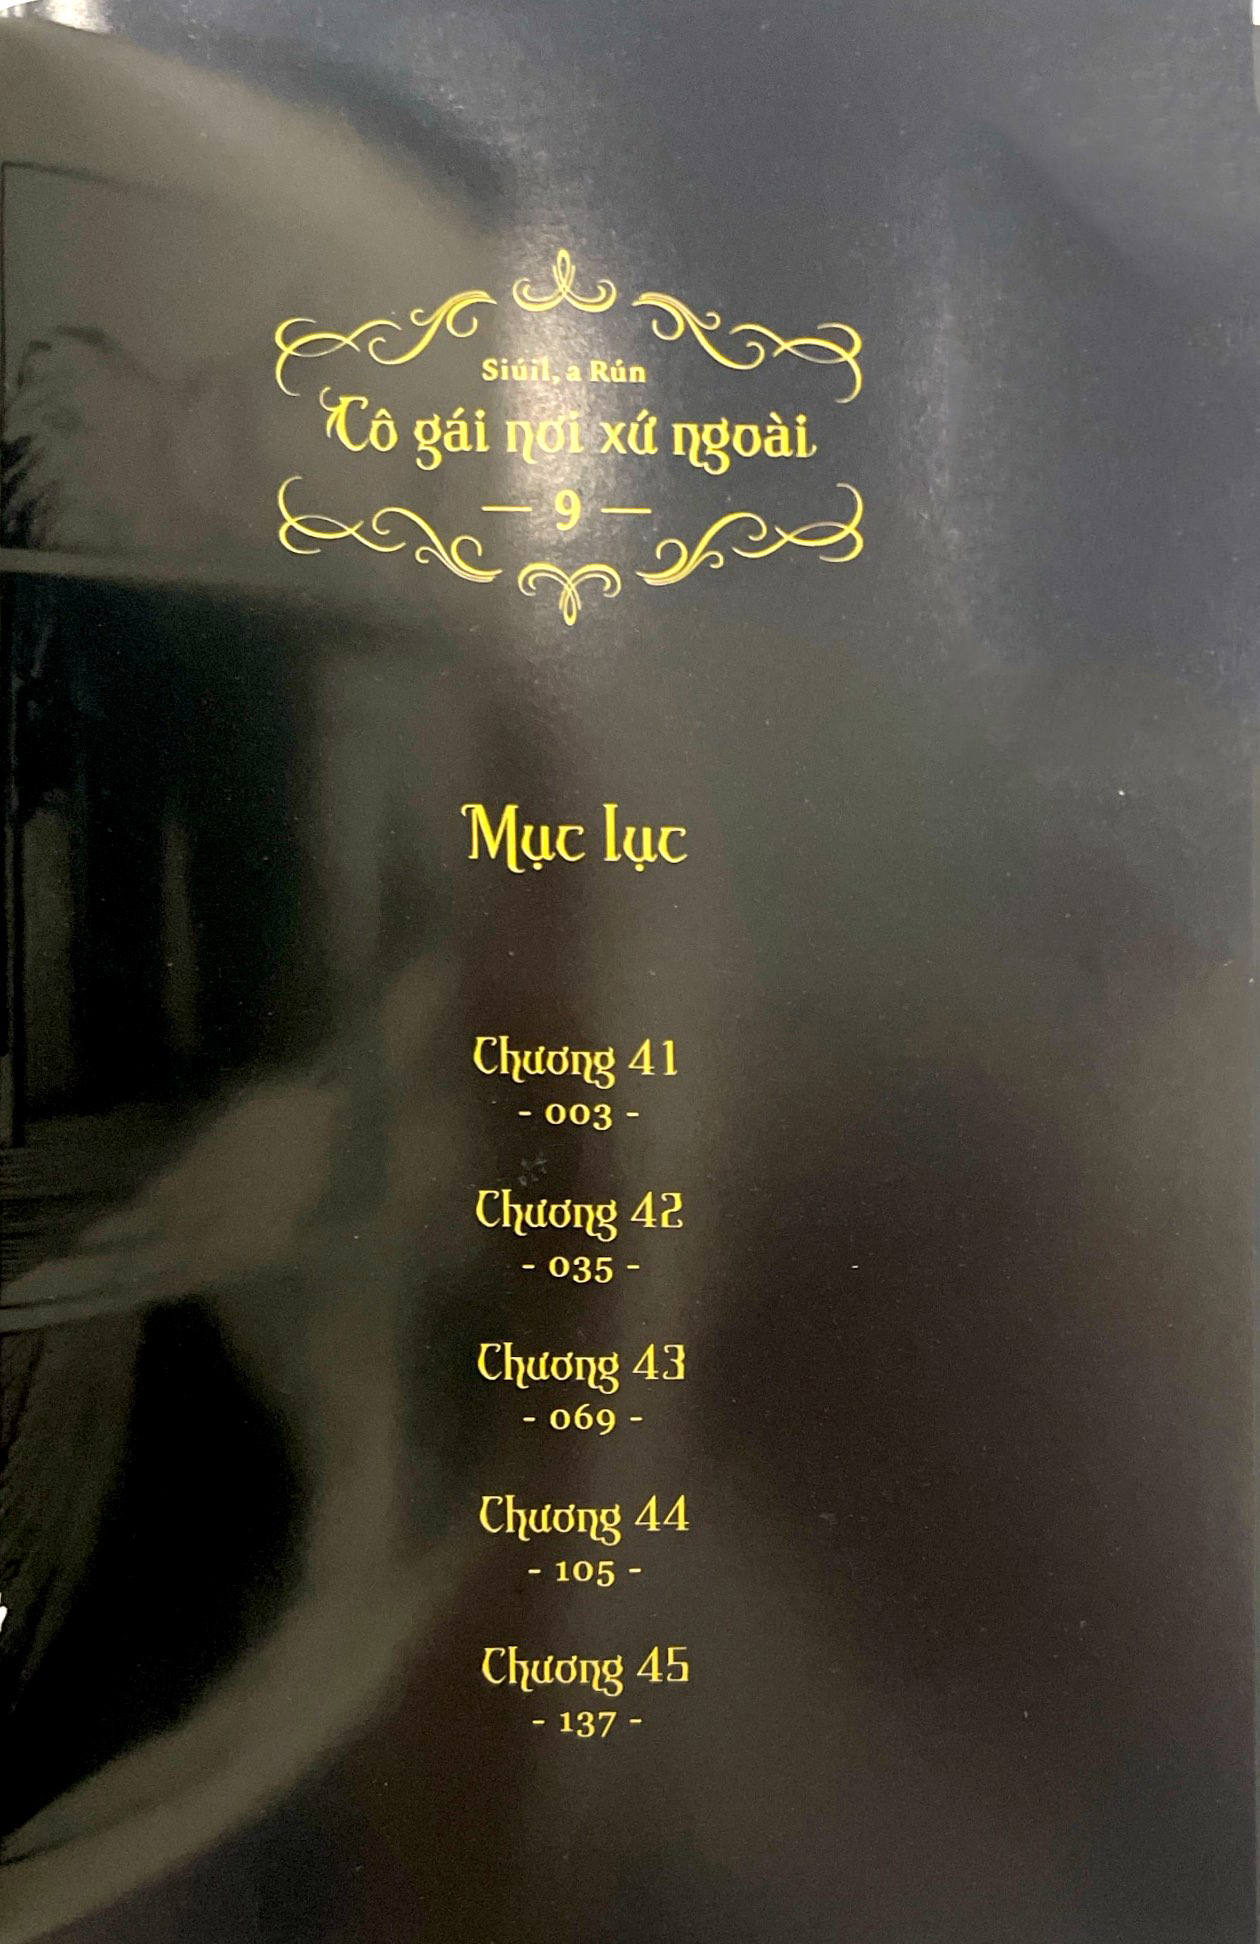 Siúil, a Rún
Cô gái nơi xứ ngoài
— 9 —
Mục lục
Chương 41
- 003 -
Chương 42
- 035 -
Chương 43
- 069 -
Chương 44
- 105 -
Chương 45
- 137 -